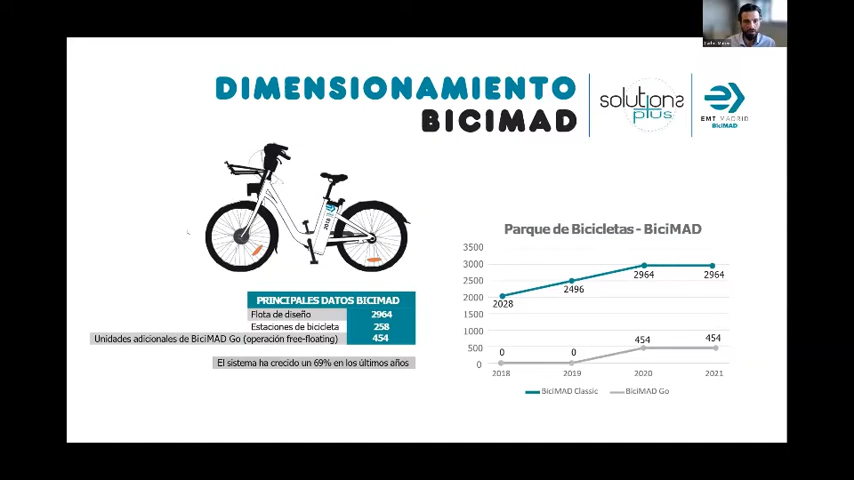 DIMENSIONAMIENTO
BICIMAD
solutions
plus
EMT MADRID
BiciMAD
2018
PRINCIPALES DATOS BICIMAD
Flota de diseño 2964
Estaciones de bicicleta 258
Unidades adicionales de BiciMAD Go (operación free-floating) 454
El sistema ha crecido un 69% en los últimos años
Parque de Bicicletas - BiciMAD
3500
3000
2500
2000
1500
1000
500
0
2028
2496
2964
2964
0
0
454
454
2018 2019 2020 2021
BiciMAD Classic BiciMAD Go